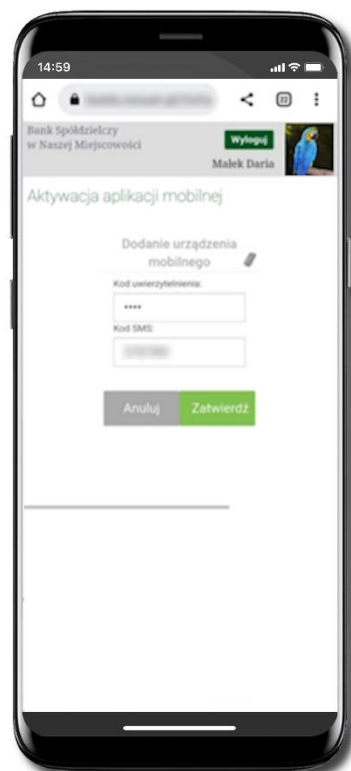 14:59
22
Bank Spółdzielczy
w Naszej Miejscowości
Wyloguj
Małek Daria
Aktywacja aplikacji mobilnej
Dodanie urządzenia
mobilnego
Kod uwierzytelnienia:
••••
Kod SMS:
Anuluj Zatwierdź